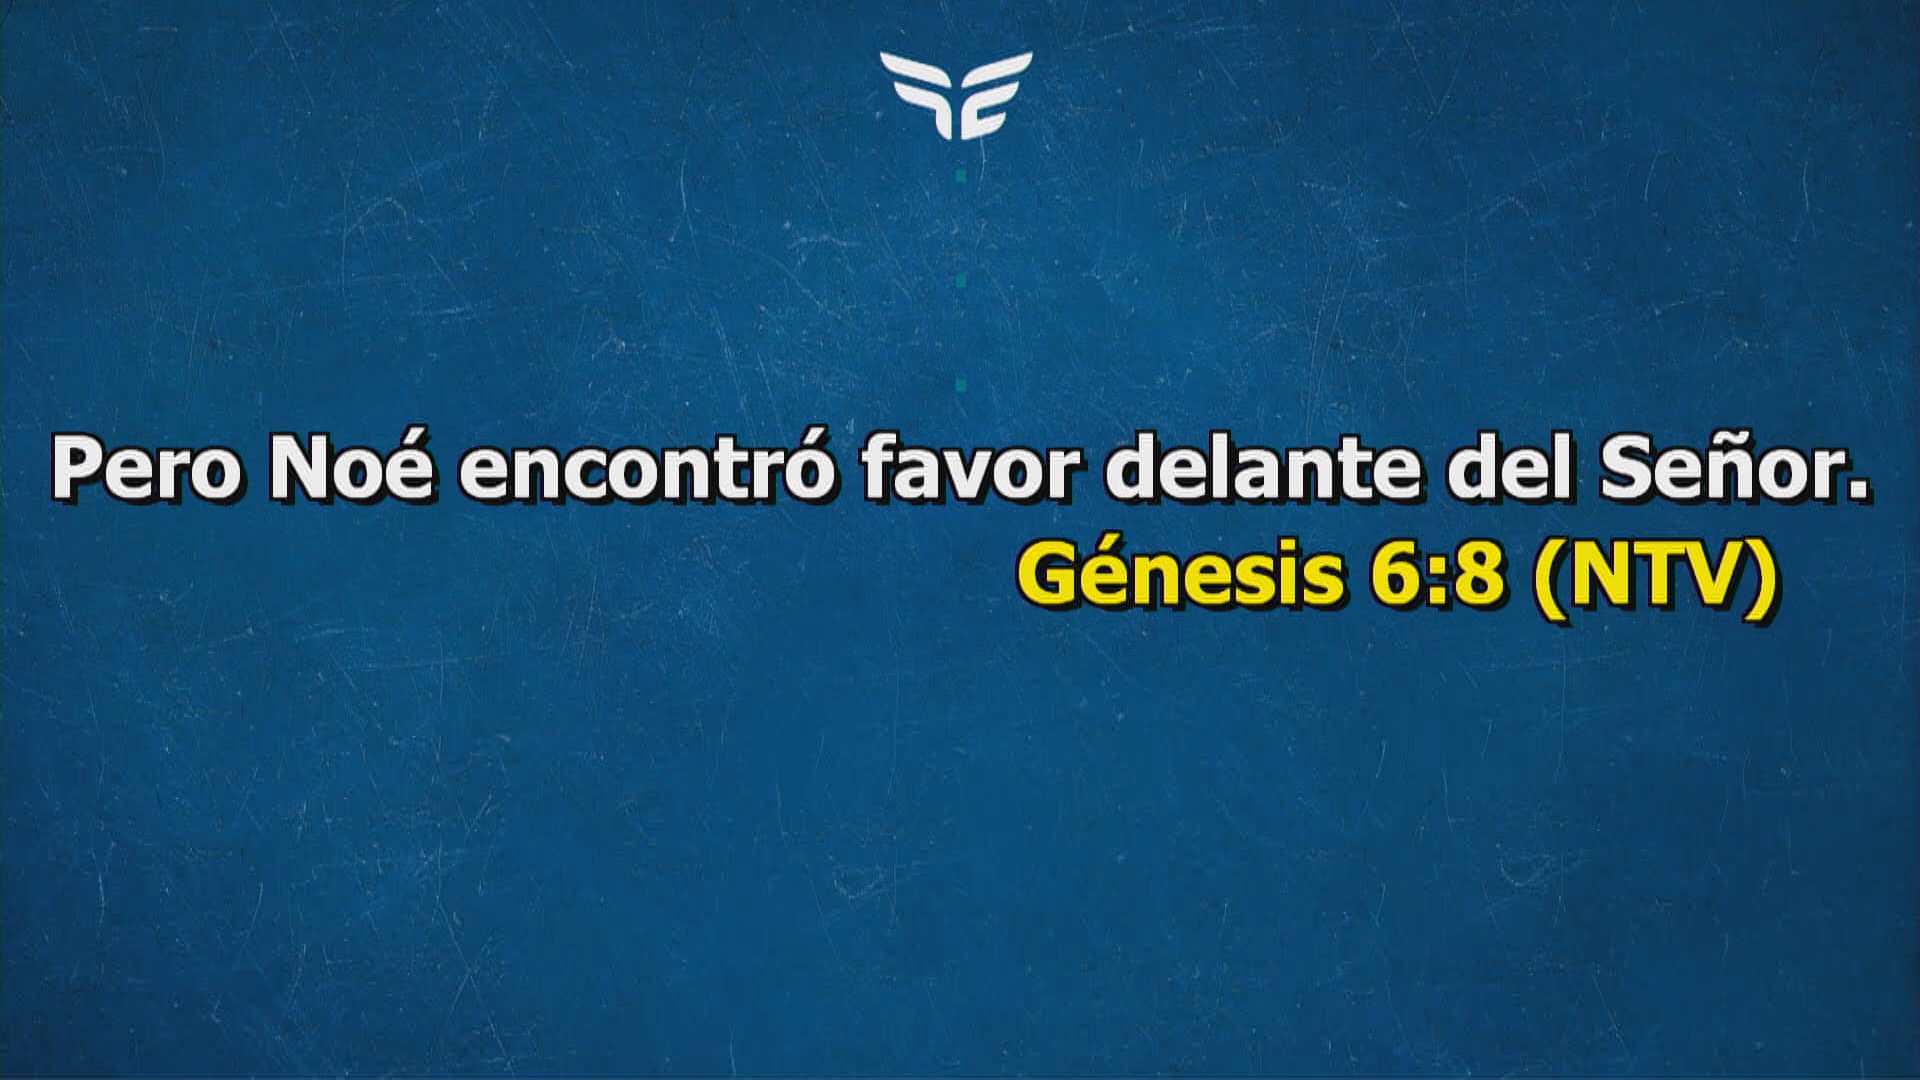 Pero Noé encontró favor delante del Señor.
Génesis 6:8 (NTV)